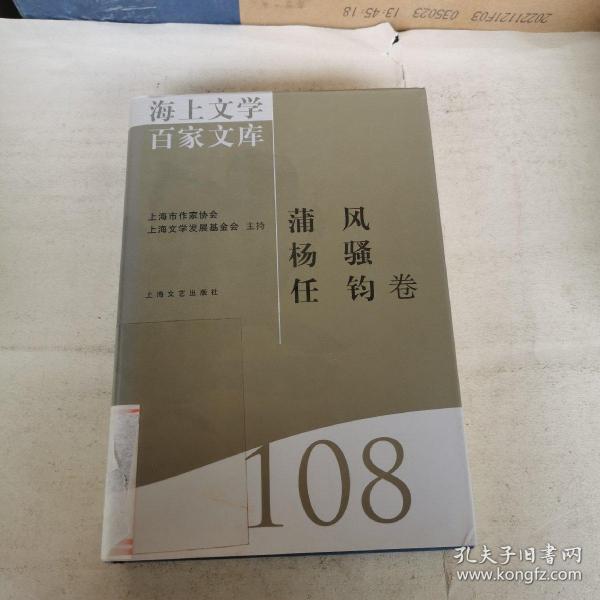 20221121F03 035023 13:45:18
海上文学
百家文库
上海市作家协会
上海文学发展基金会 主持
上海文艺出版社
蒲 风
杨 骚
任 钧 卷
108
孔夫子旧书网
www.kongfz.com